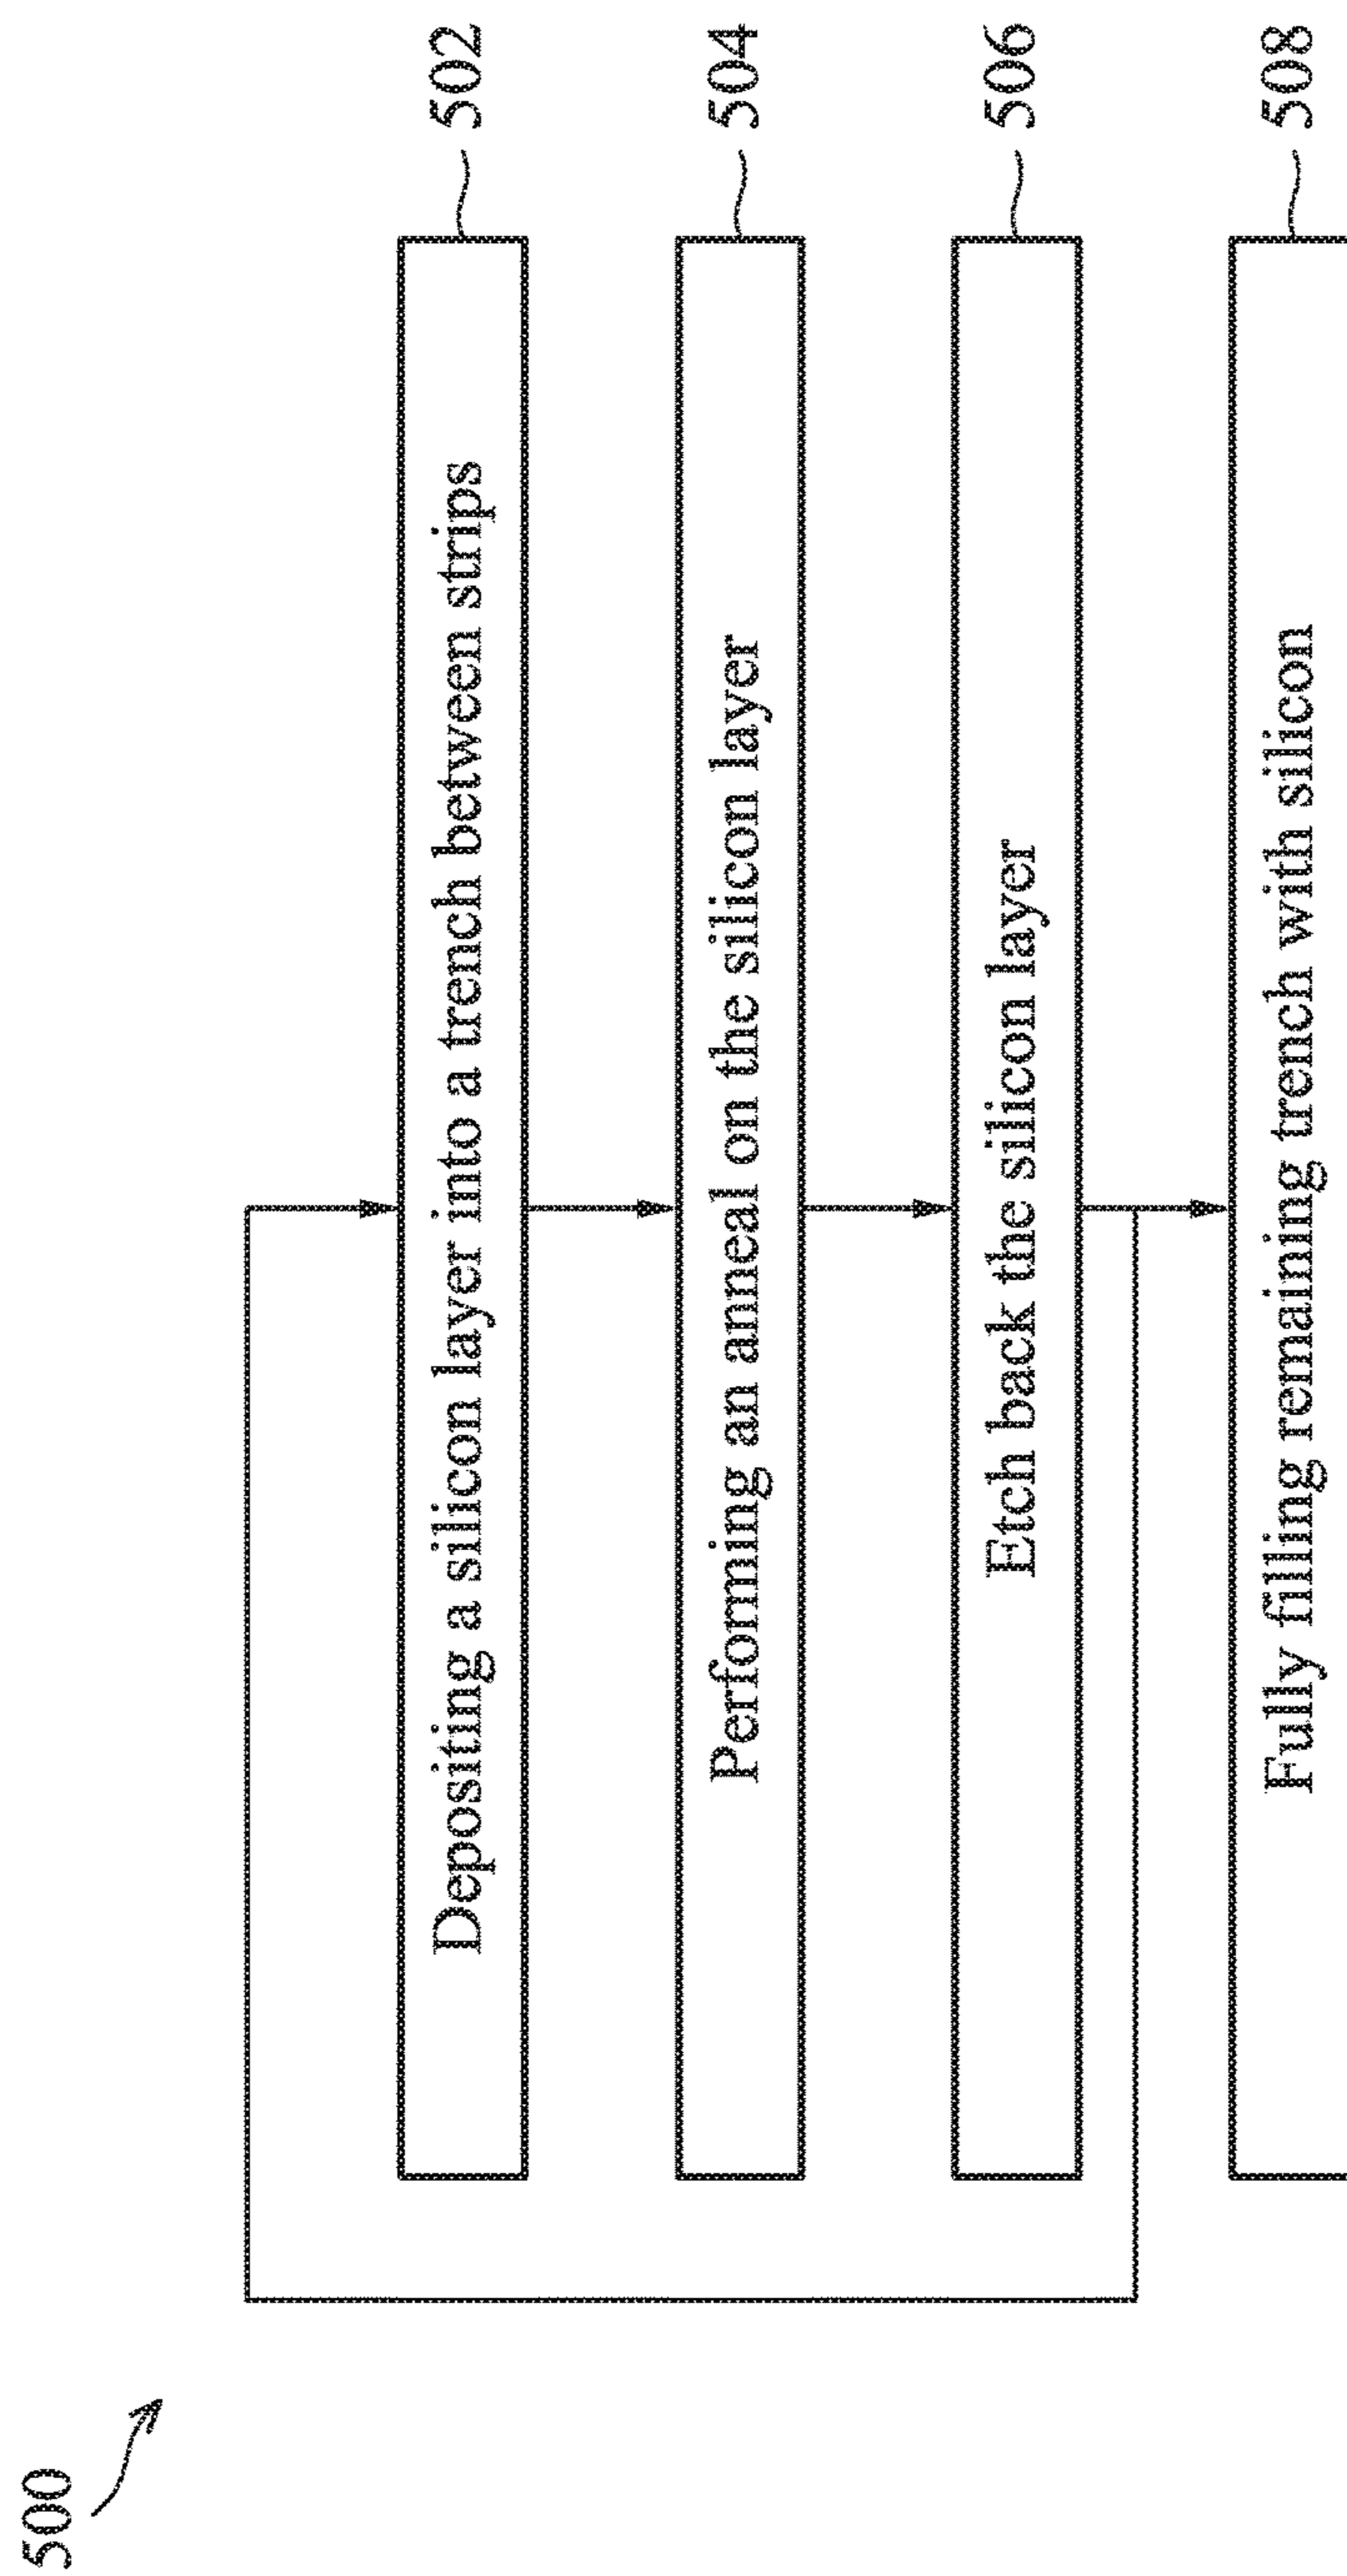 500
Depositing a silicon layer into a trench between strips
502
Performing an anneal on the silicon layer
504
Etch back the silicon layer
506
Fully filling remaining trench with silicon
508